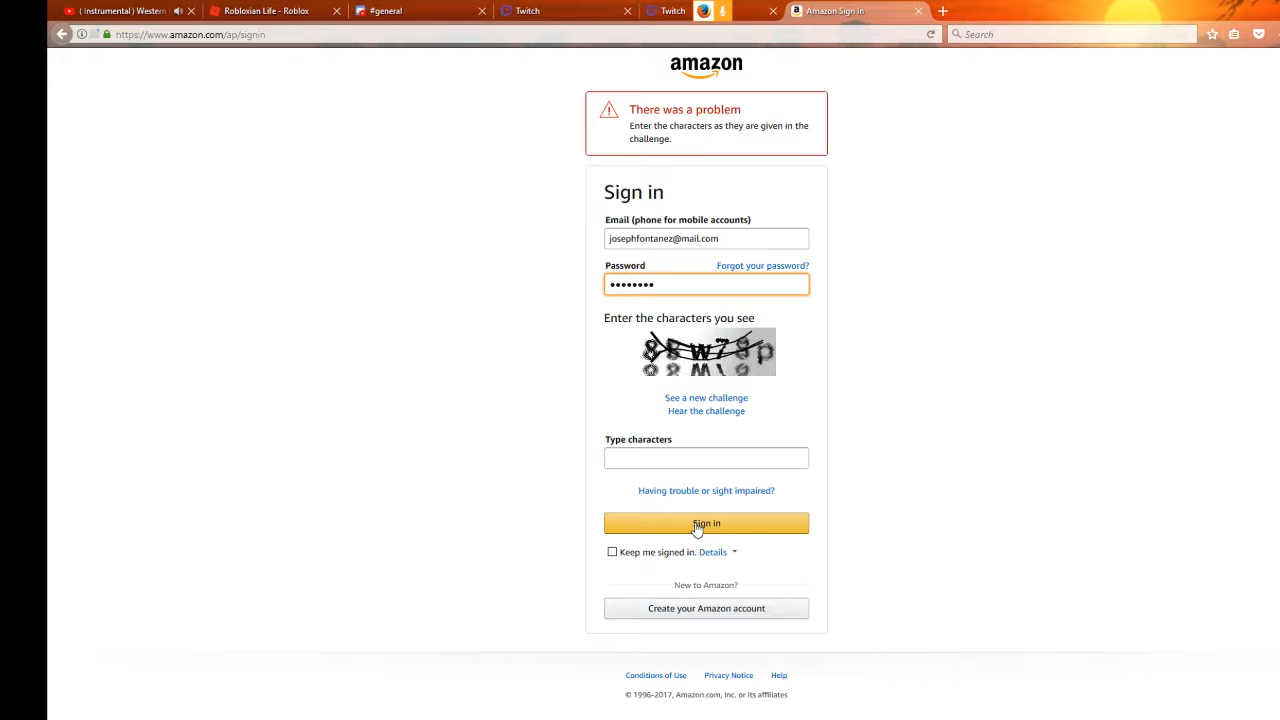 ( Instrumental ) Western
Robloxian Life - Roblox
#general
Twitch
Twitch
Amazon Sign In
https://www.amazon.com/ap/signin
Search
amazon
There was a problem
Enter the characters as they are given in the
challenge.
Sign in
Email (phone for mobile accounts)
josephfontanez@mail.com
Password
Forgot your password?
••••••••
Enter the characters you see
See a new challenge
Hear the challenge
Type characters
Having trouble or sight impaired?
Sign in
Keep me signed in. Details
New to Amazon?
Create your Amazon account
Conditions of Use
Privacy Notice
Help
© 1996-2017, Amazon.com, Inc. or its affiliates